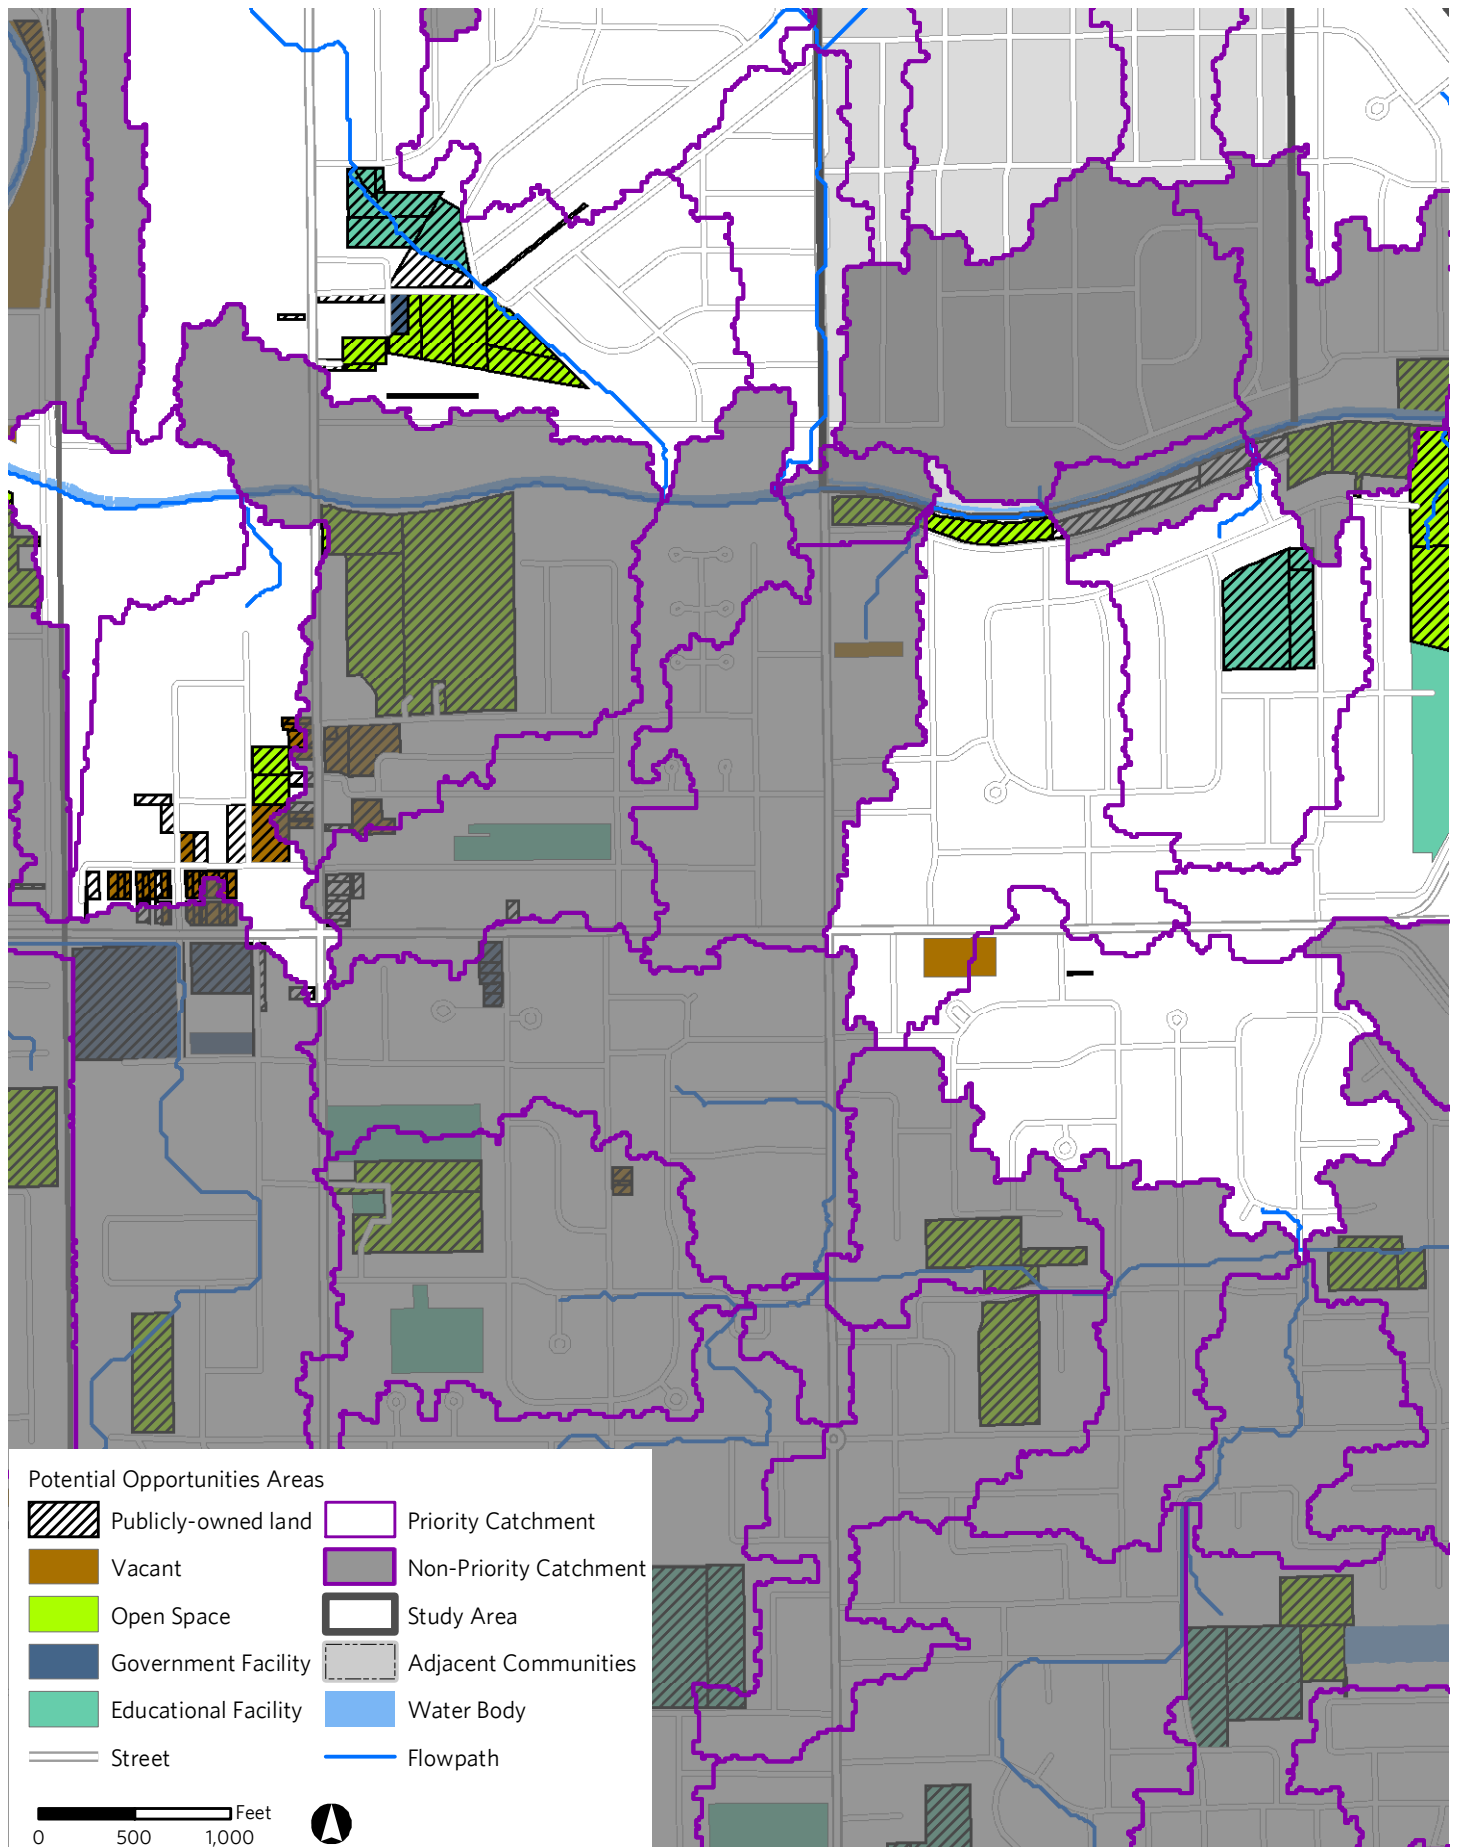 Potential Opportunities Areas
Publicly-owned land
Vacant
Open Space
Government Facility
Educational Facility
Street
Priority Catchment
Non-Priority Catchment
Study Area
Adjacent Communities
Water Body
Flowpath
Feet
0 500 1,000